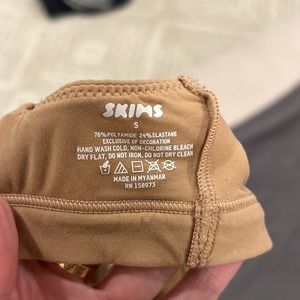 SKIMS
S
76% POLYAMIDE 24% ELASTANE
EXCLUSIVE OF DECORATION
HAND WASH COLD, NON-CHLORINE BLEACH
DRY FLAT, DO NOT IRON, DO NOT DRY CLEAN
MADE IN MYANMAR
RN 158973